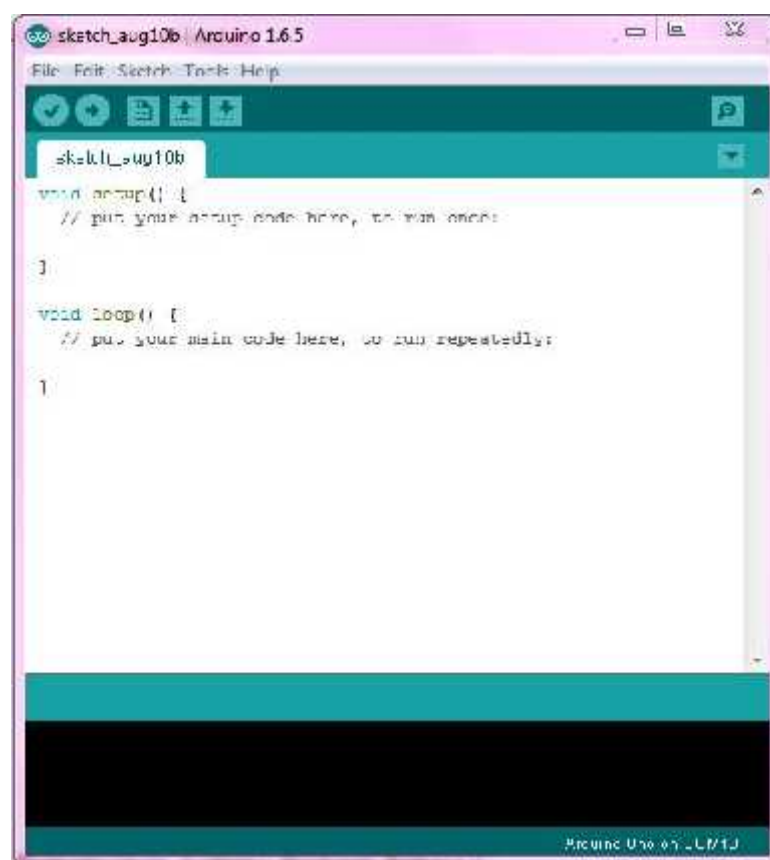 sketch_aug10b | Arduino 1.6.5
File Edit Sketch Tools Help
sketch_aug10b
void setup() {
// put your setup code here, to run once:
}
void loop() {
// put your main code here, to run repeatedly:
}
Arduino Uno on